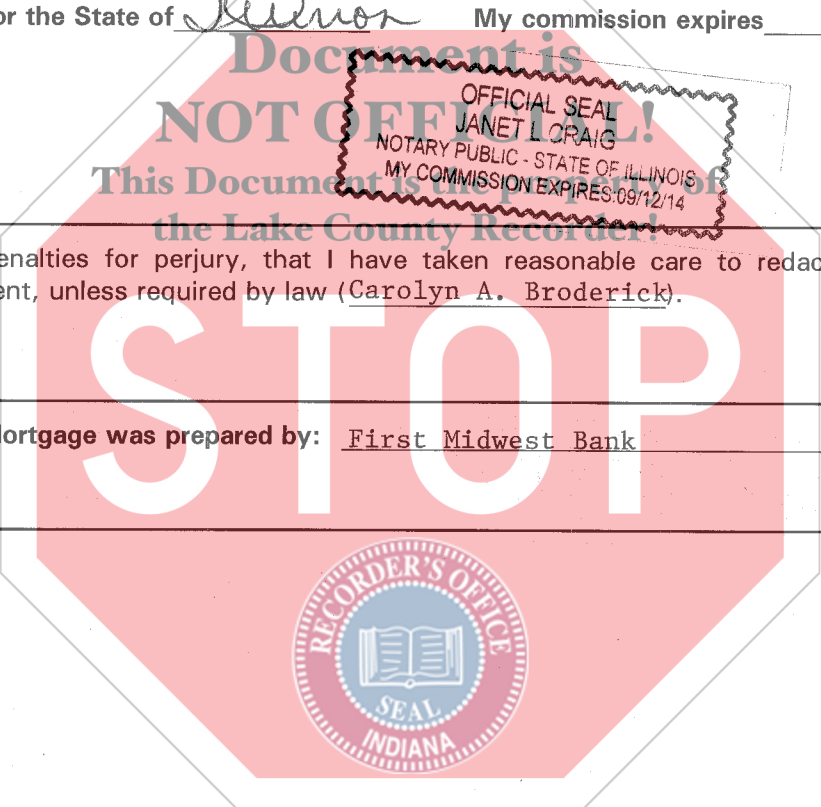 or the State of Illinois My commission expires
Document is
NOT OFFICIAL!
This Document is the property of
the Lake County Recorder!
OFFICIAL SEAL
JANET L CRAIG
NOTARY PUBLIC - STATE OF ILLINOIS
MY COMMISSION EXPIRES:09/12/14
enalties for perjury, that I have taken reasonable care to redac
ent, unless required by law (Carolyn A. Broderick).
STOP
ortgage was prepared by: First Midwest Bank
RECORDER'S OFFICE
SEAL
INDIANA